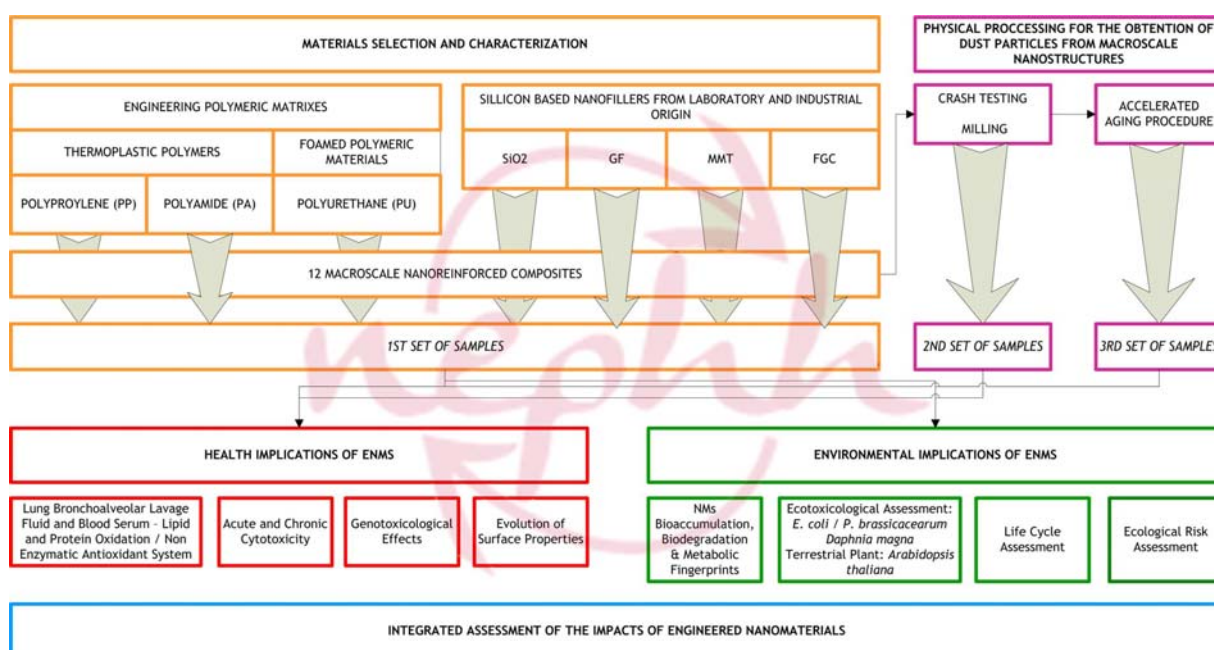 MATERIALS SELECTION AND CHARACTERIZATION
PHYSICAL PROCCESSING FOR THE OBTENTION OF
DUST PARTICLES FROM MACROSCALE
NANOSTRUCTURES
ENGINEERING POLYMERIC MATRIXES
SILLICON BASED NANOFILLERS FROM LABORATORY AND INDUSTRIAL
ORIGIN
CRASH TESTING
MILLING
ACCELERATED
AGING PROCEDURE
THERMOPLASTIC POLYMERS
FOAMED POLYMERIC
MATERIALS
SiO2
GF
MMT
FGC
POLYPROYLENE (PP)
POLYAMIDE (PA)
POLYURETHANE (PU)
12 MACROSCALE NANOREINFORCED COMPOSITES
1ST SET OF SAMPLES
2ND SET OF SAMPLES
3RD SET OF SAMPLES
nephh
HEALTH IMPLICATIONS OF ENMS
ENVIRONMENTAL IMPLICATIONS OF ENMS
Lung Bronchoalveolar Lavage
Fluid and Blood Serum – Lipid
and Protein Oxidation / Non
Enzymatic Antioxidant System
Acute and Chronic
Cytotoxicity
Genotoxicological
Effects
Evolution of
Surface Properties
NMs
Bioaccumulation,
Biodegradation
& Metabolic
Fingerprints
Ecotoxicological Assessment:
E. coli / P. brassicacearum
Daphnia magna
Terrestrial Plant: Arabidopsis
thaliana
Life Cycle
Assessment
Ecological Risk
Assessment
INTEGRATED ASSESSMENT OF THE IMPACTS OF ENGINEERED NANOMATERIALS